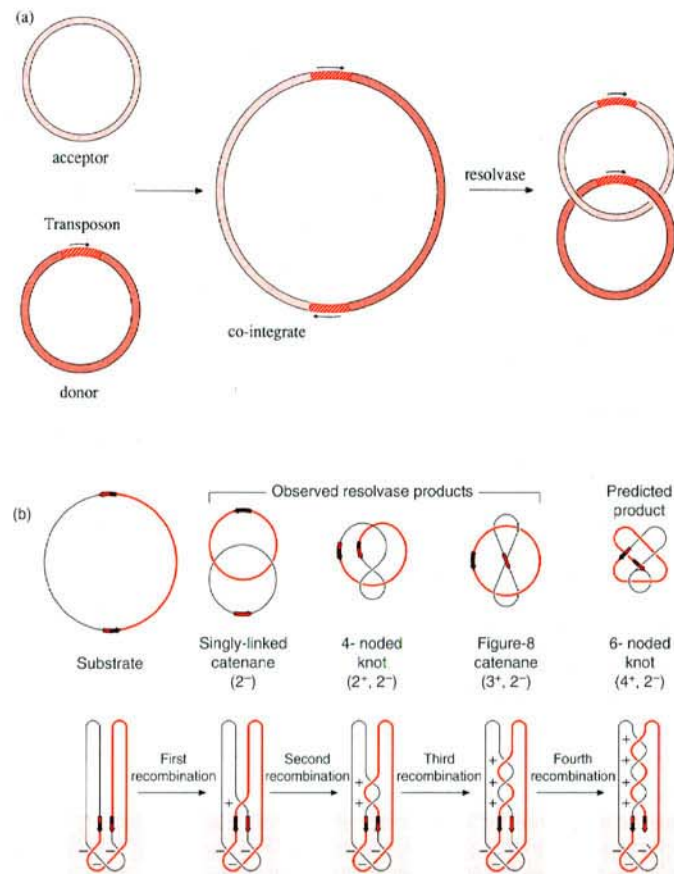 (a)
acceptor
Transposon
donor
co-integrate
resolvase
(b)
Observed resolvase products
Predicted
product
Substrate
Singly-linked
catenane
(2⁻)
4- noded
knot
(2⁺, 2⁻)
Figure-8
catenane
(3⁺, 2⁻)
6- noded
knot
(4⁺, 2⁻)
First
recombination
Second
recombination
Third
recombination
Fourth
recombination
+
+
+
+
+
+
+
+
+
+
− − −
− − −
− − −
− − −
− − −